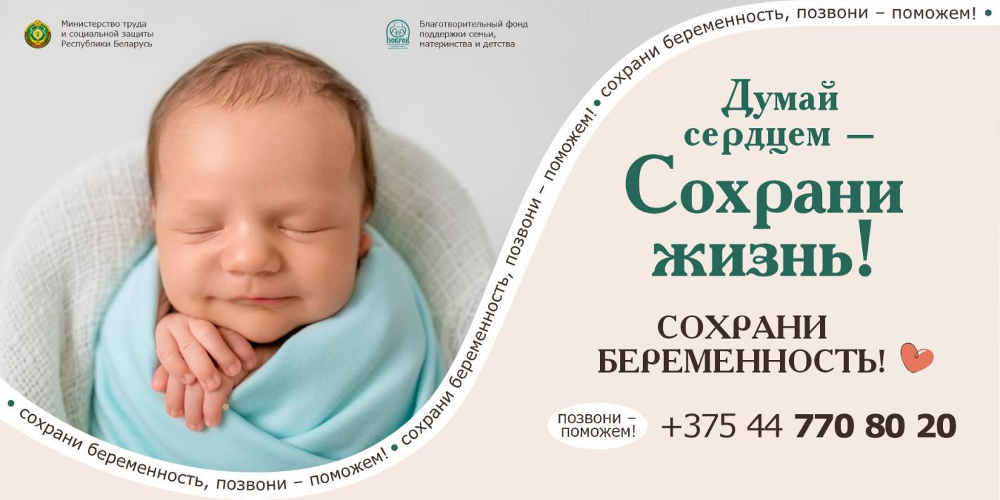 Министерство труда
и социальной защиты
Республики Беларусь
ПОКРОВ
Благотворительный фонд
поддержки семьи,
материнства и детства
• сохрани беременность, позвони – поможем! • сохрани беременность, позвони – поможем! • сохрани беременность, позвони – поможем! •
Думай
сердцем —
Сохрани
жизнь!
СОХРАНИ
БЕРЕМЕННОСТЬ!
позвони –
поможем!
+375 44 770 80 20